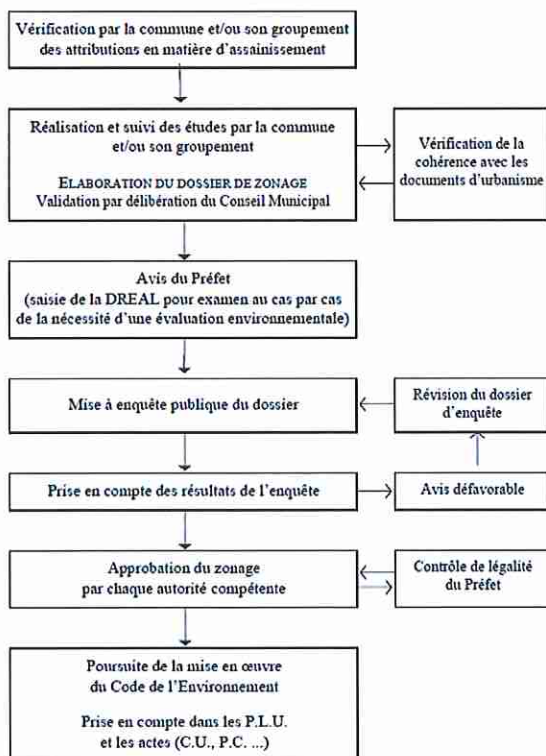 Vérification par la commune et/ou son groupement
des attributions en matière d'assainissement
Réalisation et suivi des études par la commune
et/ou son groupement
ELABORATION DU DOSSIER DE ZONAGE
Validation par délibération du Conseil Municipal
Vérification de la
cohérence avec les
documents d'urbanisme
Avis du Préfet
(saisie de la DREAL pour examen au cas par cas
de la nécessité d'une évaluation environnementale)
Mise à enquête publique du dossier
Révision du dossier
d'enquête
Prise en compte des résultats de l'enquête
Avis défavorable
Approbation du zonage
par chaque autorité compétente
Contrôle de légalité
du Préfet
Poursuite de la mise en œuvre
du Code de l'Environnement
Prise en compte dans les P.L.U.
et les actes (C.U., P.C. ...)